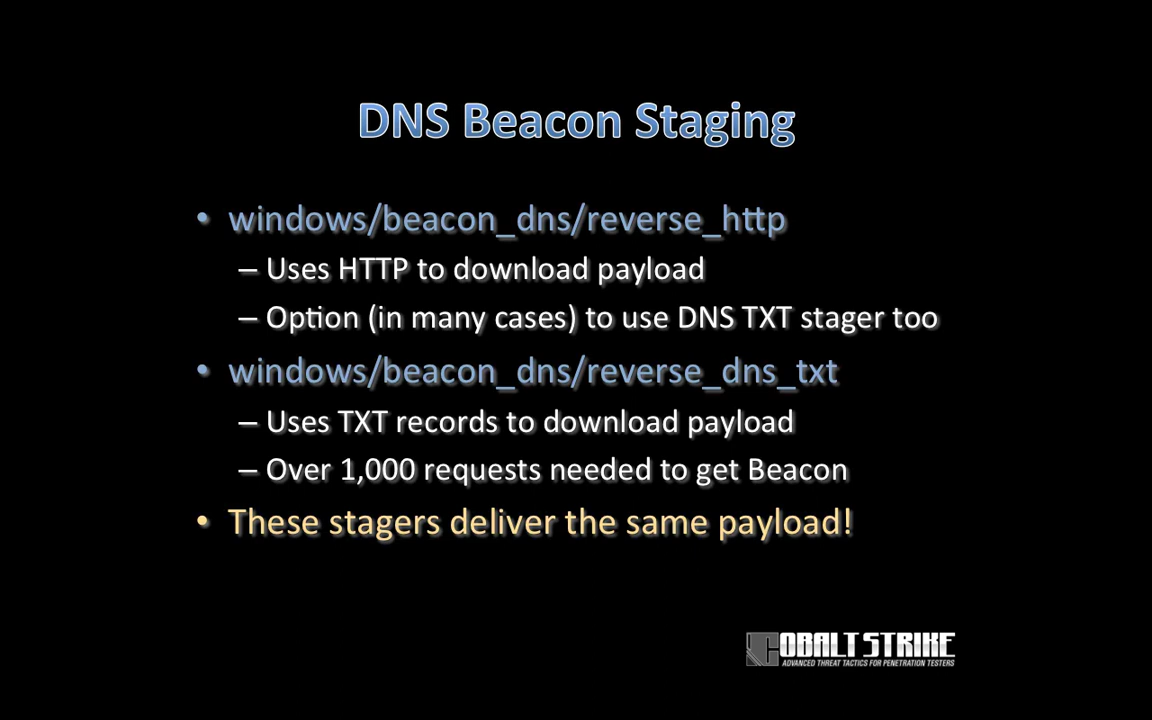 DNS Beacon Staging
• windows/beacon_dns/reverse_http
– Uses HTTP to download payload
– Option (in many cases) to use DNS TXT stager too
• windows/beacon_dns/reverse_dns_txt
– Uses TXT records to download payload
– Over 1,000 requests needed to get Beacon
• These stagers deliver the same payload!
COBALT STRIKE
ADVANCED THREAT TACTICS FOR PENETRATION TESTERS